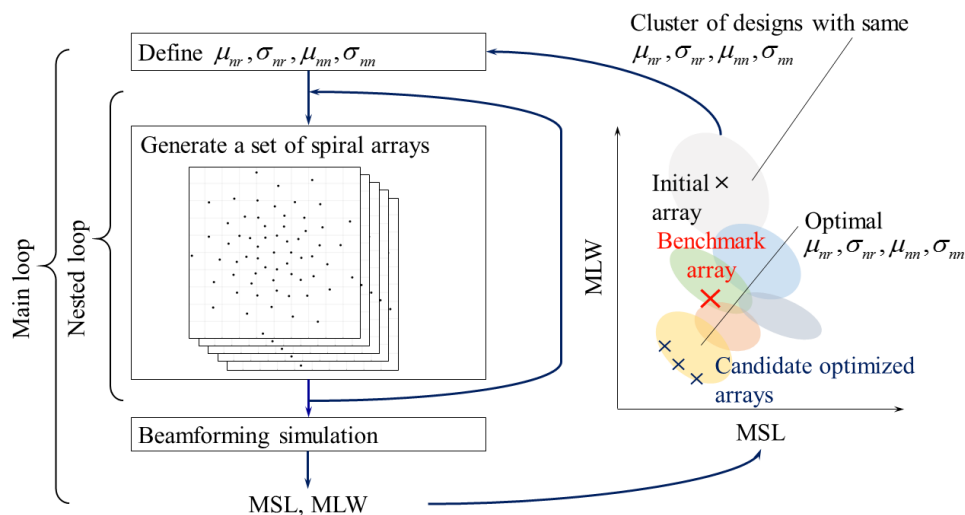 Define μnr, σnr, μnn, σnn
Generate a set of spiral arrays
Beamforming simulation
MSL, MLW
Main loop
Nested loop
Cluster of designs with same
μnr, σnr, μnn, σnn
Initial
array
Optimal
μnr, σnr, μnn, σnn
Benchmark
array
MLW
Candidate optimized
arrays
MSL